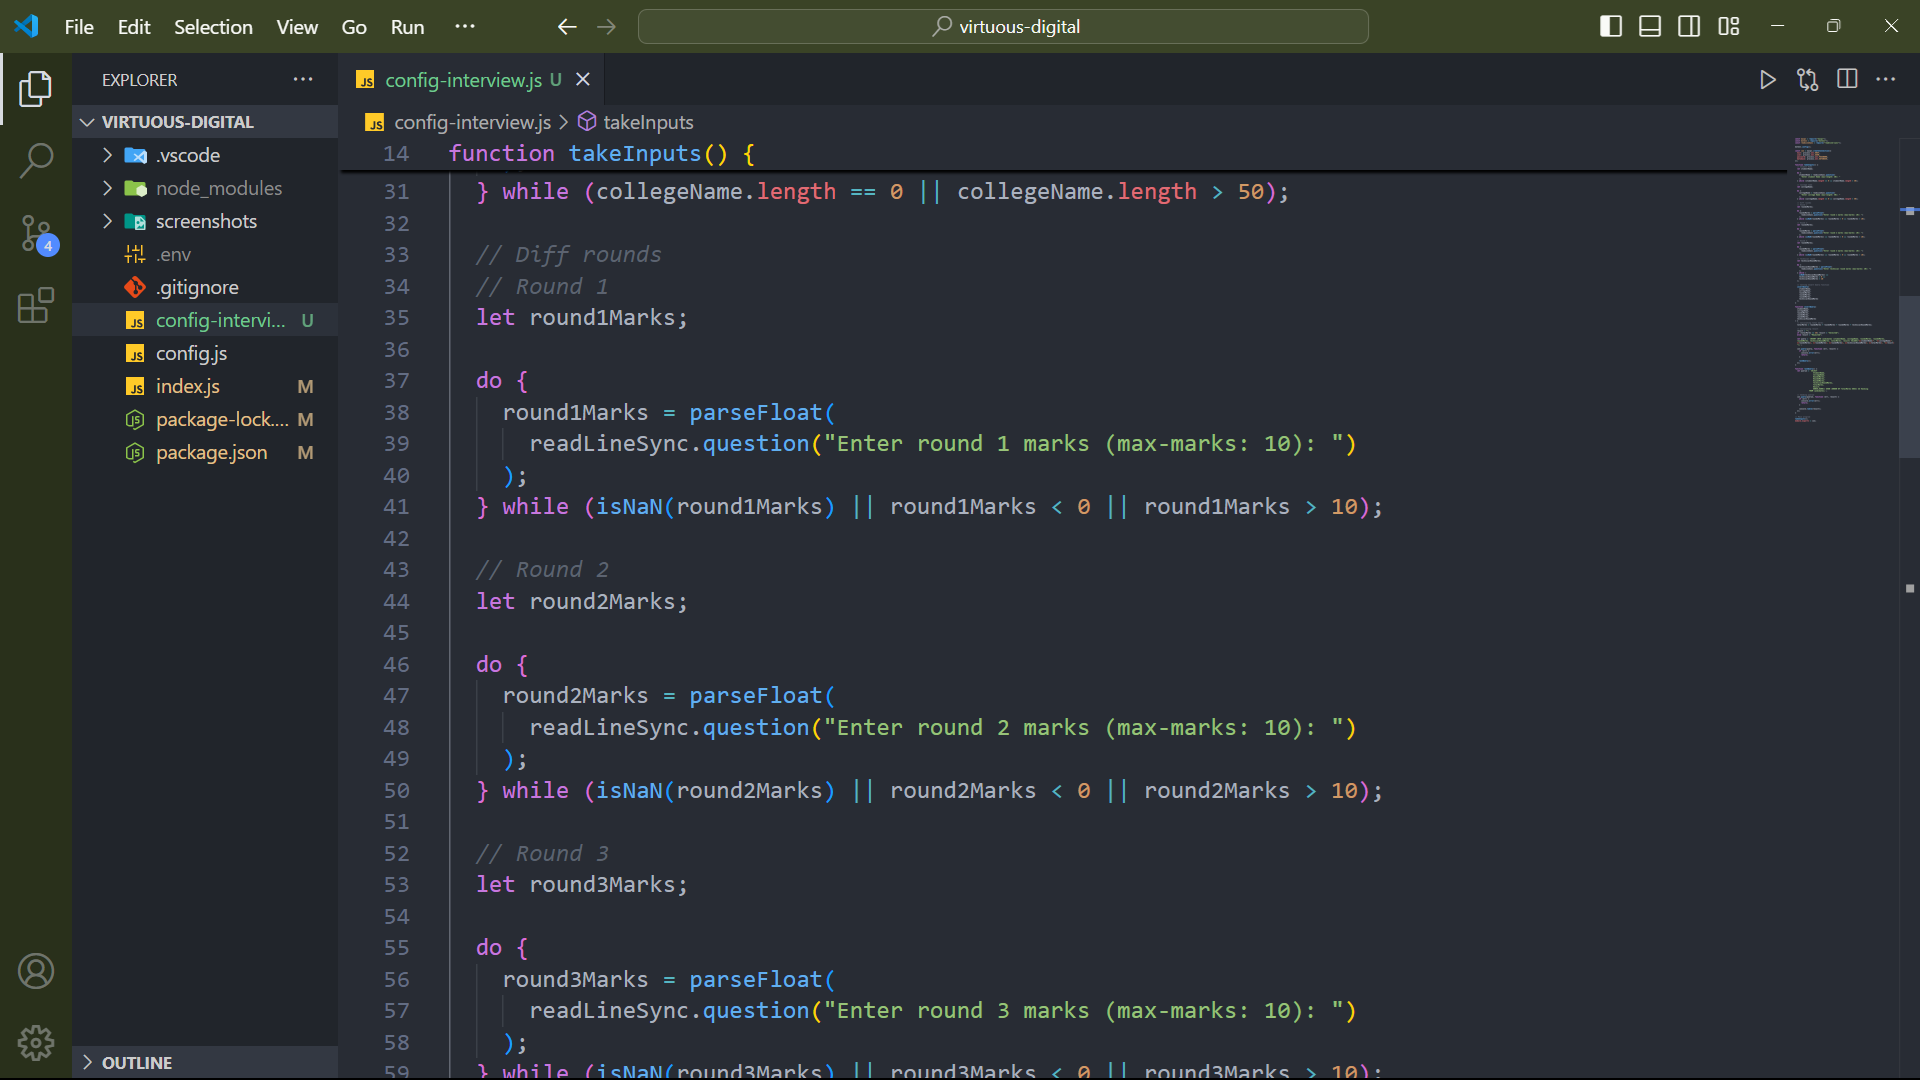 File Edit Selection View Go Run ···
virtuous-digital
EXPLORER
VIRTUOUS-DIGITAL
.vscode
node_modules
screenshots
.env
.gitignore
config-intervi... U
config.js
index.js M
package-lock.... M
package.json M
4
OUTLINE
config-interview.js U
config-interview.js > takeInputs
14 function takeInputs() {
31 } while (collegeName.length == 0 || collegeName.length > 50);
32
33 // Diff rounds
34 // Round 1
35 let round1Marks;
36
37 do {
38 round1Marks = parseFloat(
39 readLineSync.question("Enter round 1 marks (max-marks: 10): ")
40 );
41 } while (isNaN(round1Marks) || round1Marks < 0 || round1Marks > 10);
42
43 // Round 2
44 let round2Marks;
45
46 do {
47 round2Marks = parseFloat(
48 readLineSync.question("Enter round 2 marks (max-marks: 10): ")
49 );
50 } while (isNaN(round2Marks) || round2Marks < 0 || round2Marks > 10);
51
52 // Round 3
53 let round3Marks;
54
55 do {
56 round3Marks = parseFloat(
57 readLineSync.question("Enter round 3 marks (max-marks: 10): ")
58 );
59 } while (isNaN(round3Marks) || round3Marks < 0 || round3Marks > 10);